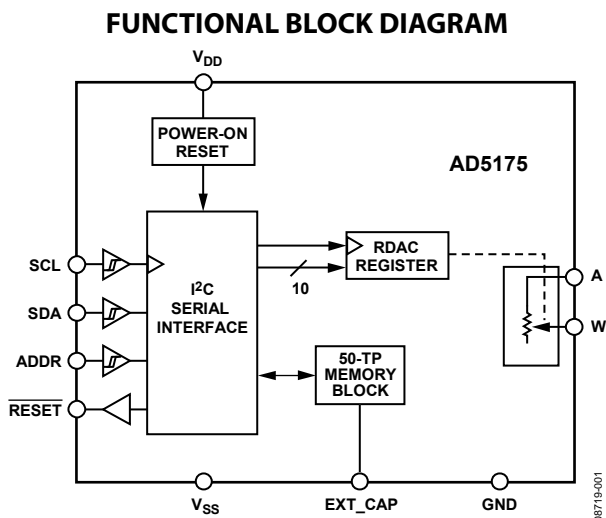 FUNCTIONAL BLOCK DIAGRAM
VDD
POWER-ON
RESET
AD5175
SCL
SDA
ADDR
RESET
I2C
SERIAL
INTERFACE
10
RDAC
REGISTER
A
W
50-TP
MEMORY
BLOCK
VSS
EXT_CAP
GND
08719-001